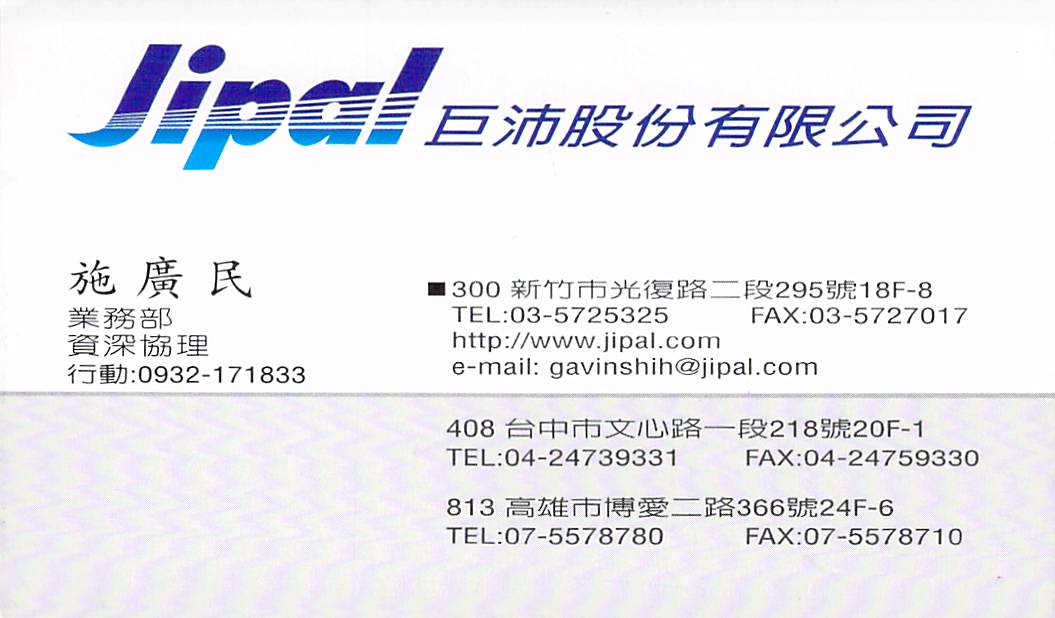 Jipal 巨沛股份有限公司
施廣民
業務部
資深協理
行動:0932-171833
■300 新竹市光復路二段295號18F-8
TEL:03-5725325 FAX:03-5727017
http://www.jipal.com
e-mail: gavinshih@jipal.com
408 台中市文心路一段218號20F-1
TEL:04-24739331 FAX:04-24759330
813 高雄市博愛二路366號24F-6
TEL:07-5578780 FAX:07-5578710